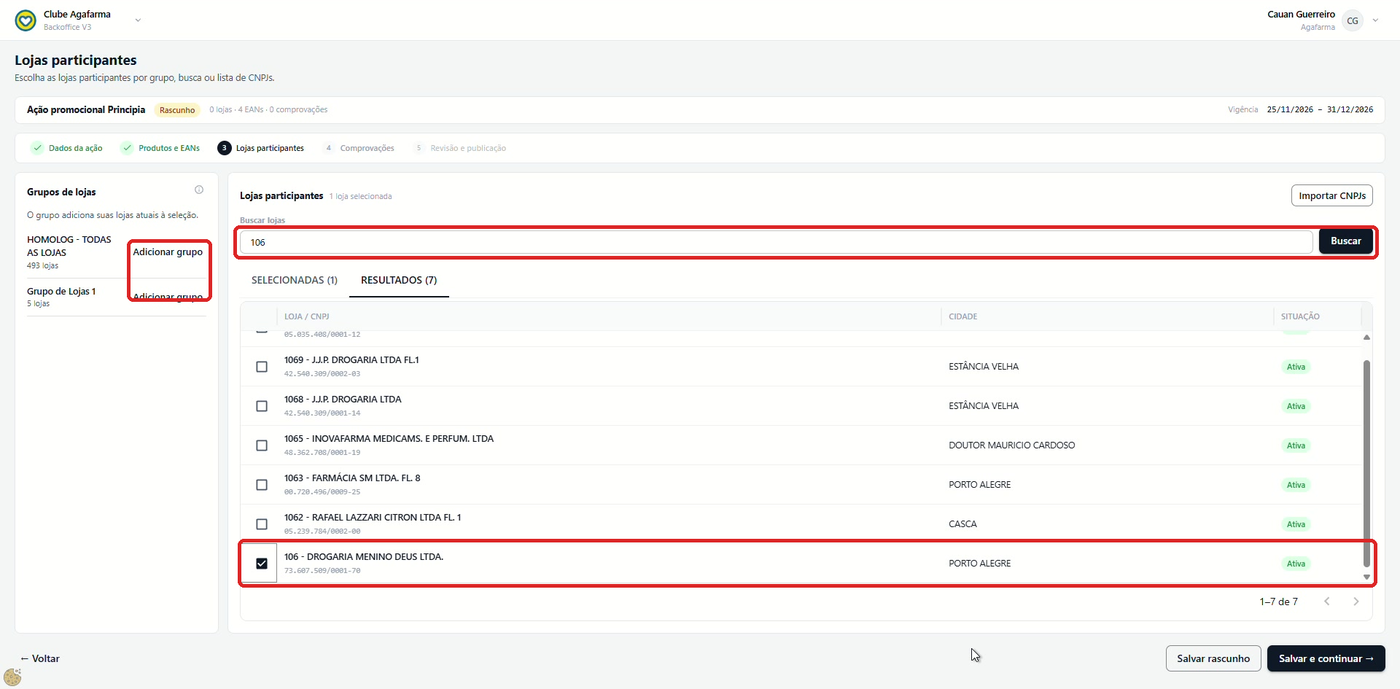 Clube Agafarma
Backoffice V3
Cauan Guerreiro
Agafarma
CG
Lojas participantes
Escolha as lojas participantes por grupo, busca ou lista de CNPJs.
Ação promocional Principia Rascunho 0 lojas · 4 EANs · 0 comprovações
Vigência 25/11/2026 – 31/12/2026
Dados da ação
Produtos e EANs
3 Lojas participantes
4 Comprovações
5 Revisão e publicação
Grupos de lojas
O grupo adiciona suas lojas atuais à seleção.
HOMOLOG - TODAS
AS LOJAS
493 lojas
Adicionar grupo
Grupo de Lojas 1
5 lojas
Adicionar grupo
Lojas participantes 1 loja selecionada
Importar CNPJs
Buscar lojas
106
Buscar
SELECIONADAS (1)
RESULTADOS (7)
LOJA / CNPJ CIDADE SITUAÇÃO
05.035.408/0001-12
1069 - J.J.P. DROGARIA LTDA FL.1
42.540.309/0002-03
ESTÂNCIA VELHA
Ativa
1068 - J.J.P. DROGARIA LTDA
42.540.309/0001-14
ESTÂNCIA VELHA
Ativa
1065 - INOVAFARMA MEDICAMS. E PERFUM. LTDA
48.362.708/0001-19
DOUTOR MAURICIO CARDOSO
Ativa
1063 - FARMÁCIA SM LTDA. FL. 8
00.720.496/0009-25
PORTO ALEGRE
Ativa
1062 - RAFAEL LAZZARI CITRON LTDA FL. 1
05.239.784/0002-00
CASCA
Ativa
106 - DROGARIA MENINO DEUS LTDA.
73.607.509/0001-70
PORTO ALEGRE
Ativa
1–7 de 7
← Voltar
Salvar rascunho
Salvar e continuar →